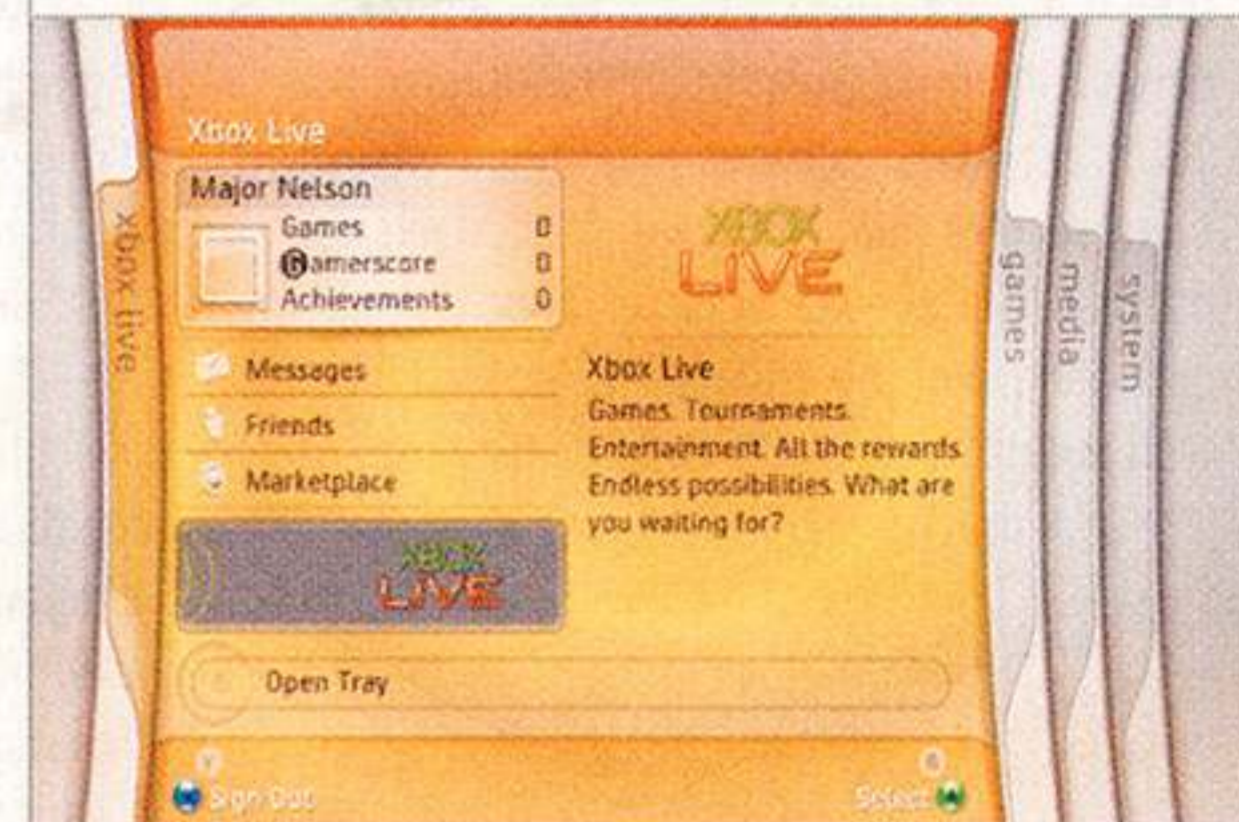 Xbox Live
Major Nelson
Games 0
Gamerscore 0
Achievements 0
xbox live
Messages
Friends
Marketplace
XBOX
LIVE
Open Tray
Sign Out
XBOX
LIVE
Xbox Live
Games. Tournaments.
Entertainment. All the rewards.
Endless possibilities. What are
you waiting for?
Select
games
media
system